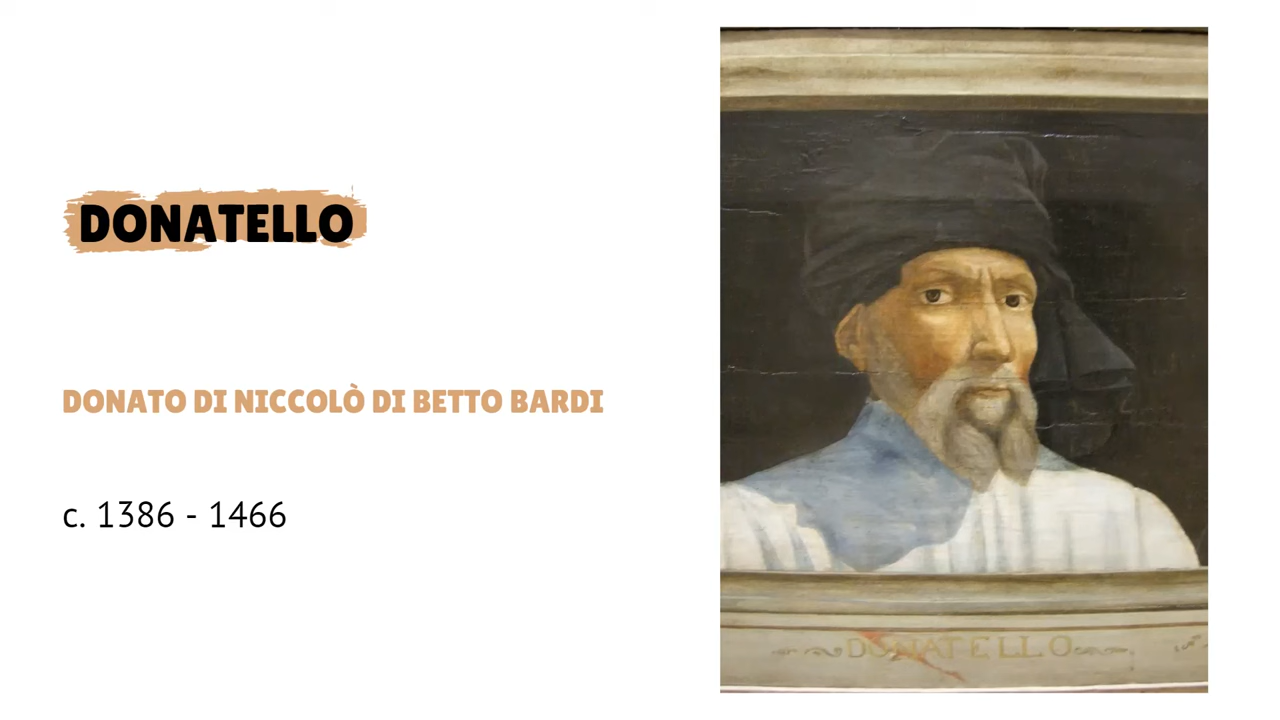 DONATELLO
DONATO DI NICCOLÒ DI BETTO BARDI
c. 1386 - 1466
DONATELLO